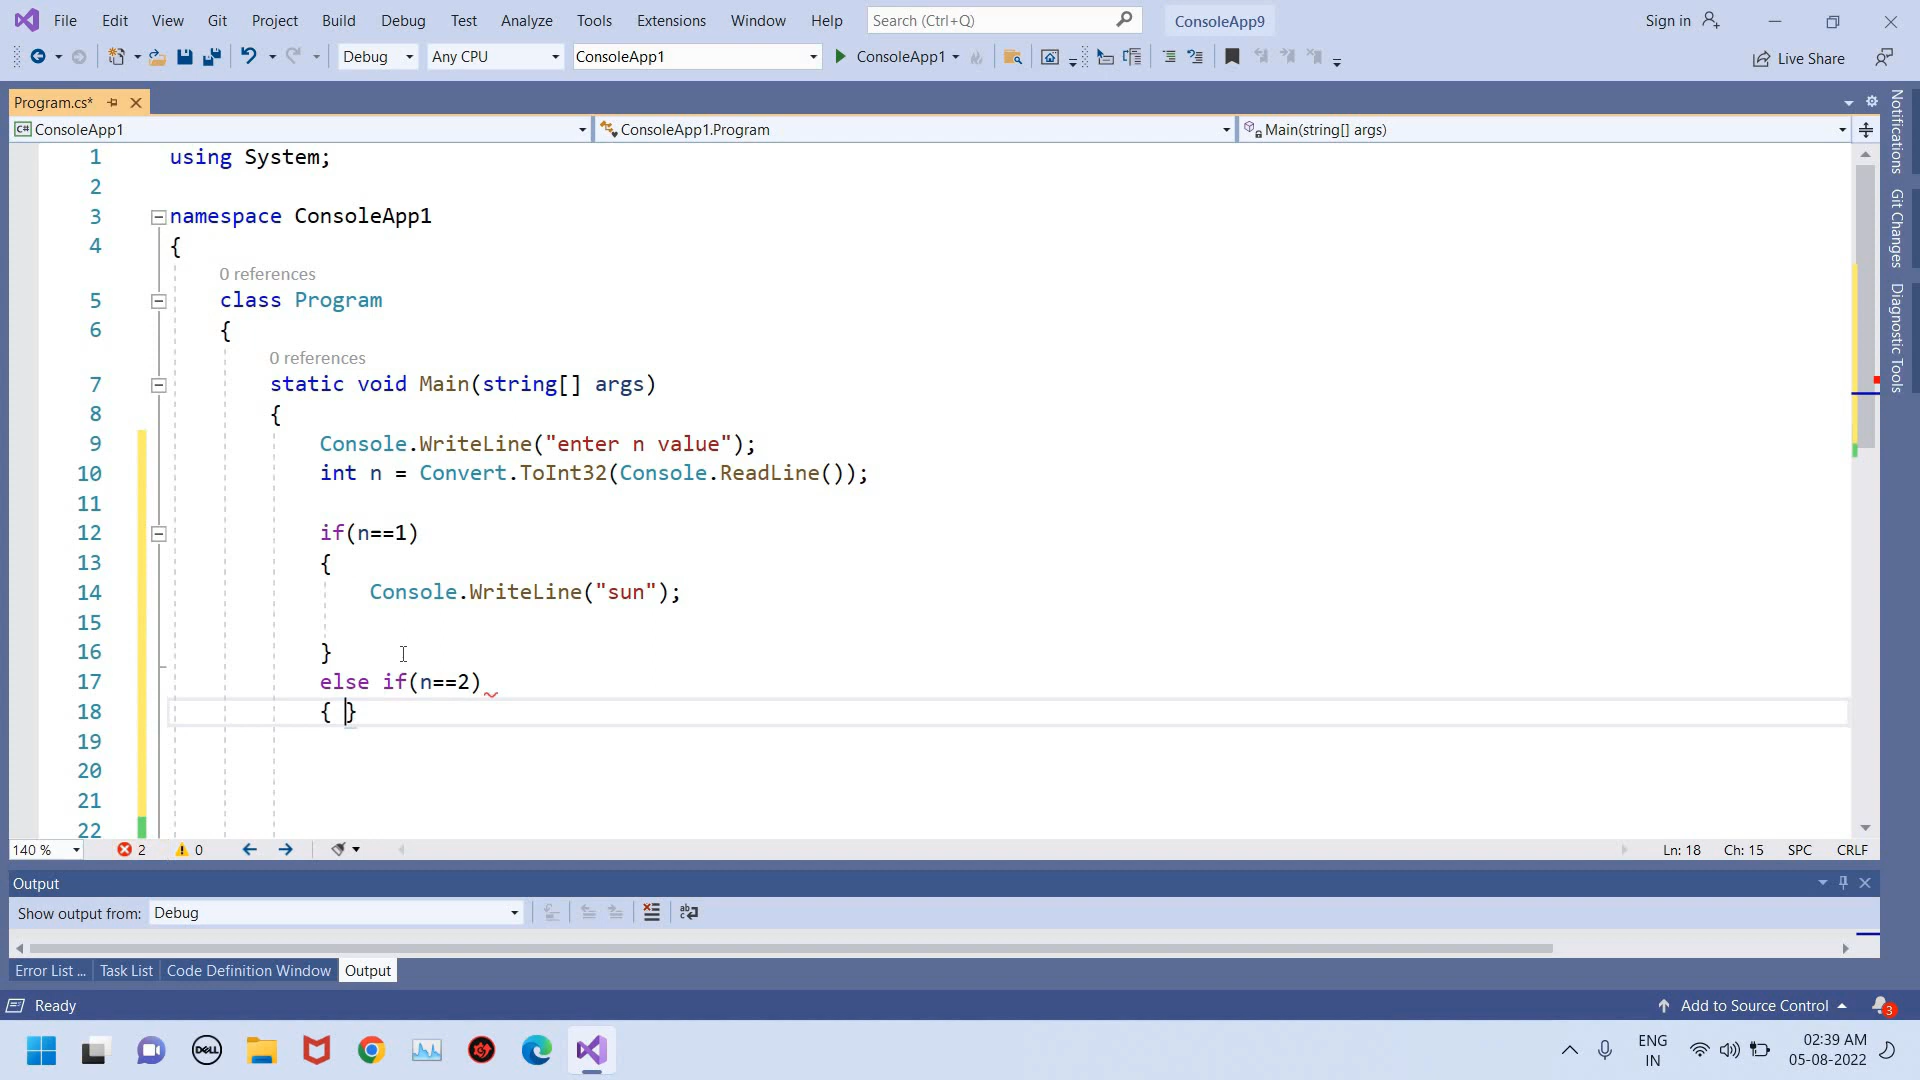 File Edit View Git Project Build Debug Test Analyze Tools Extensions Window Help Search (Ctrl+Q) ConsoleApp9 Sign in
Debug Any CPU ConsoleApp1 ConsoleApp1 Live Share
Program.cs*
C# ConsoleApp1 ConsoleApp1.Program Main(string[] args)
1 using System;
2
3 namespace ConsoleApp1
4 {
0 references
5 class Program
6 {
0 references
7 static void Main(string[] args)
8 {
9 Console.WriteLine("enter n value");
10 int n = Convert.ToInt32(Console.ReadLine());
11
12 if(n==1)
13 {
14 Console.WriteLine("sun");
15
16 }
17 else if(n==2)
18 { }
19
20
21
22
Notifications
Git Changes
Diagnostic Tools
140 % 2 0 Ln: 18 Ch: 15 SPC CRLF
Output
Show output from: Debug
Error List ... Task List Code Definition Window Output
Ready Add to Source Control 3
DELL ENG IN 02:39 AM
05-08-2022